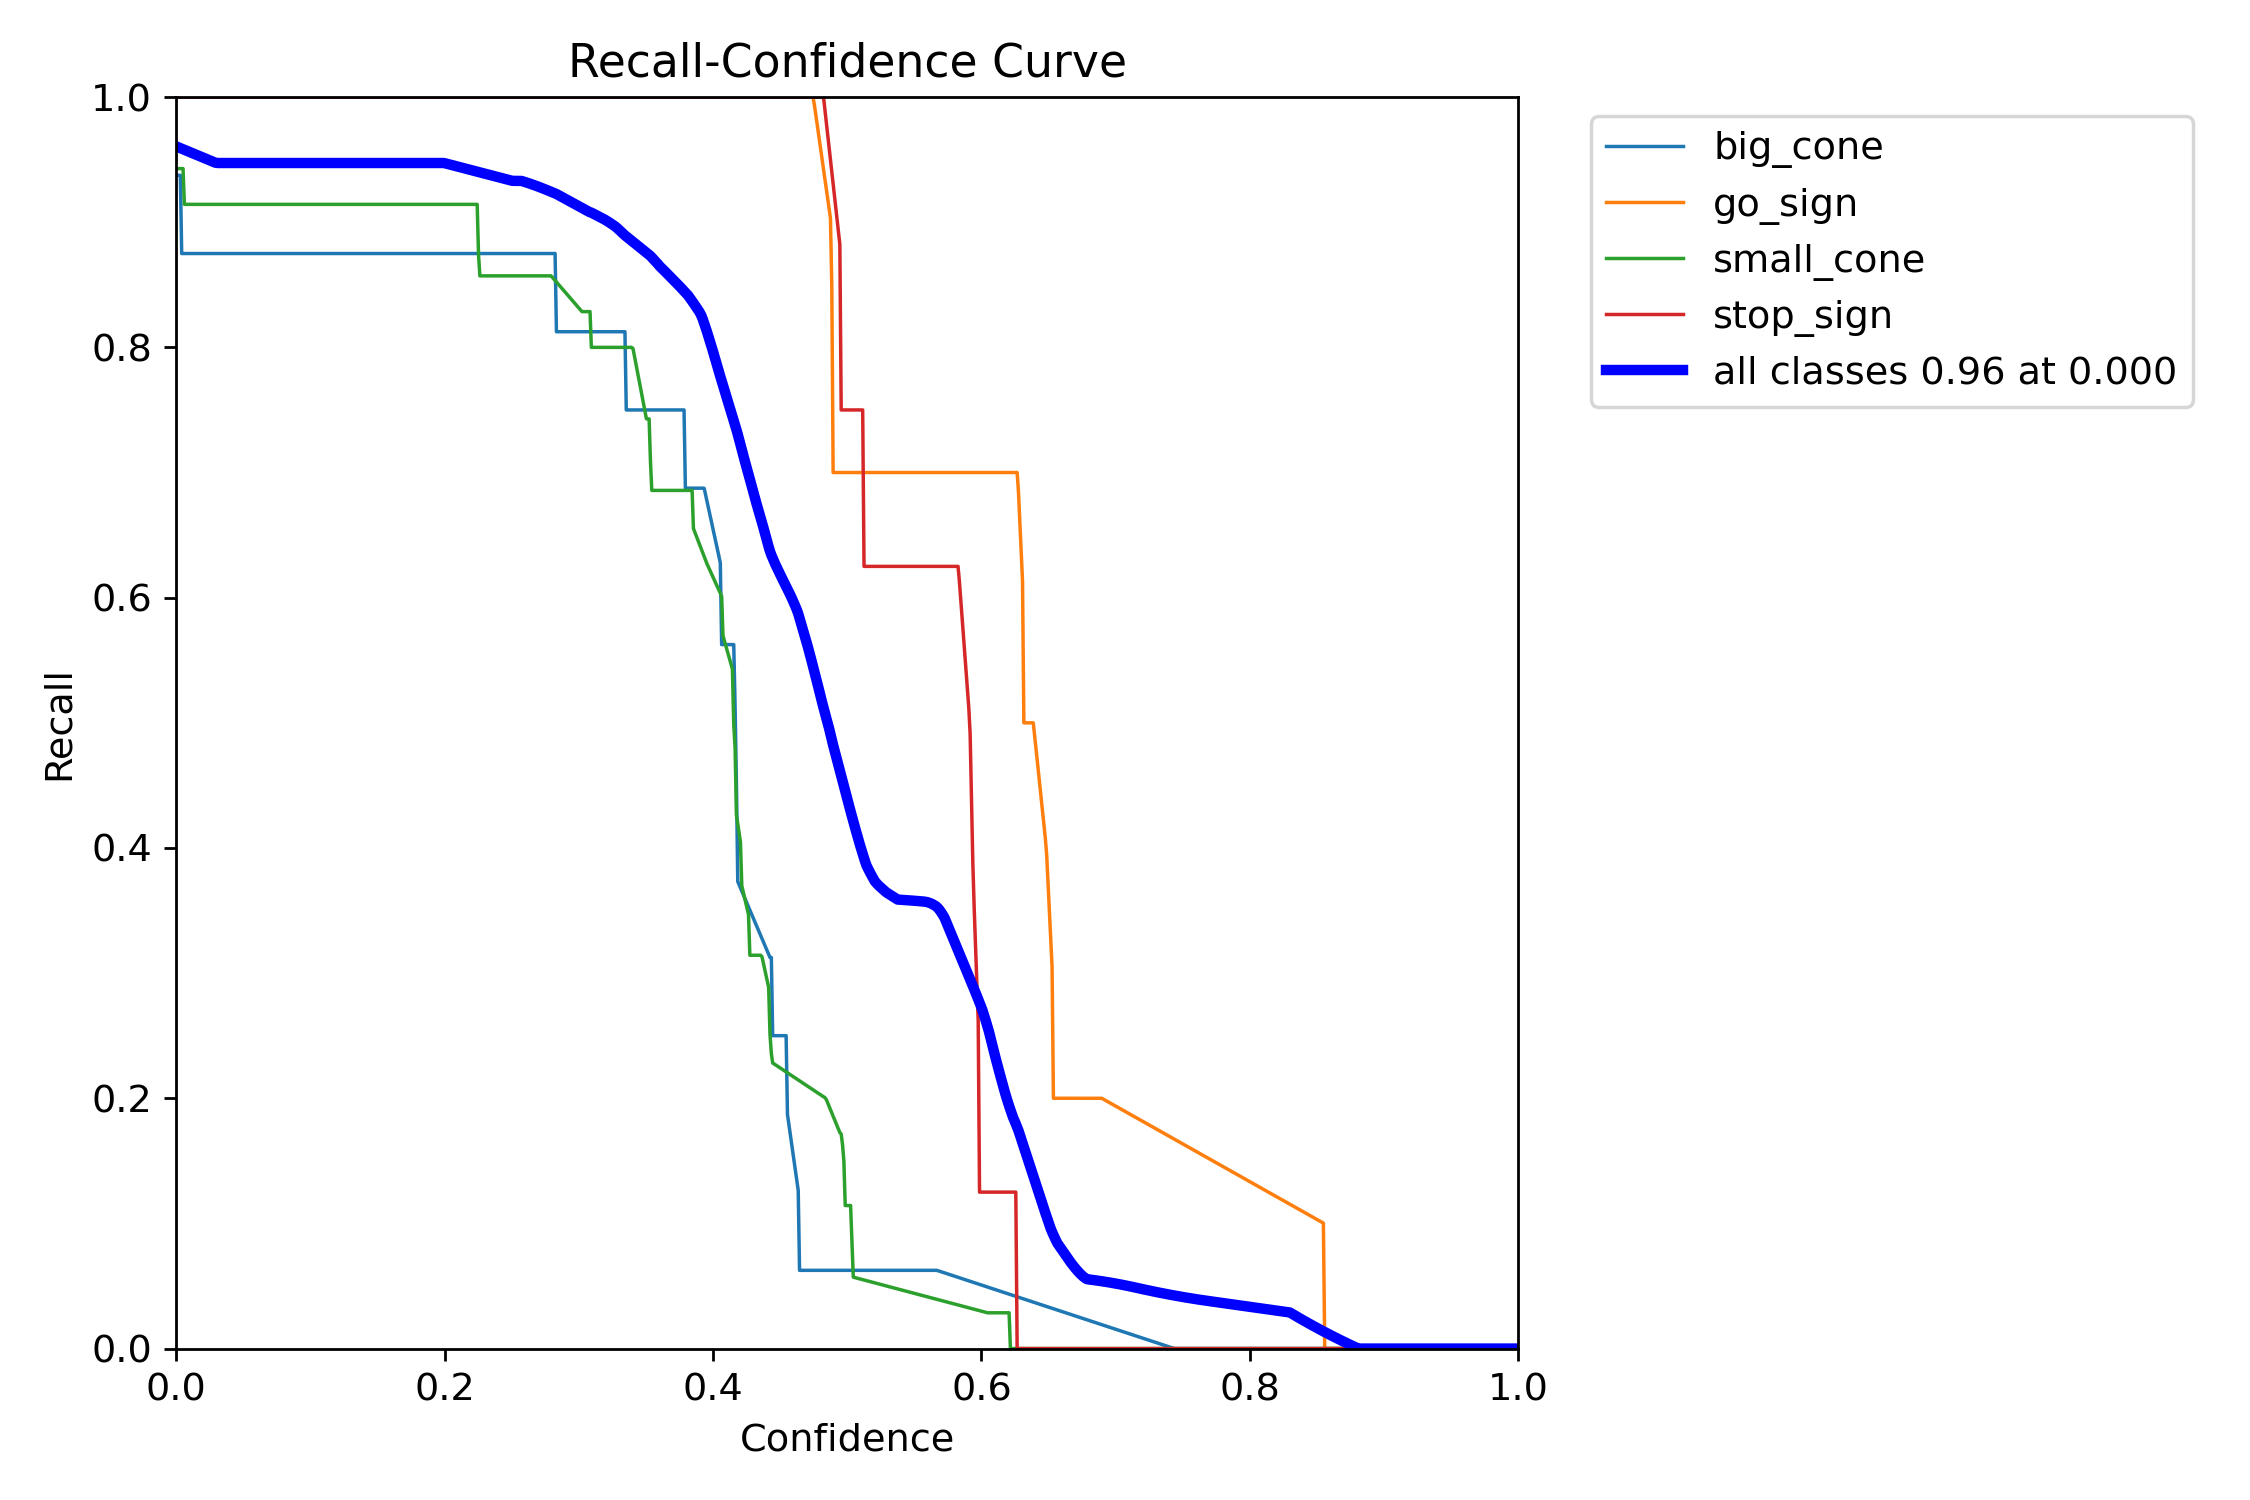 Recall-Confidence Curve
1.0
0.8
0.6
0.4
0.2
0.0
Recall
0.0 0.2 0.4 0.6 0.8 1.0
Confidence
big_cone
go_sign
small_cone
stop_sign
all classes 0.96 at 0.000